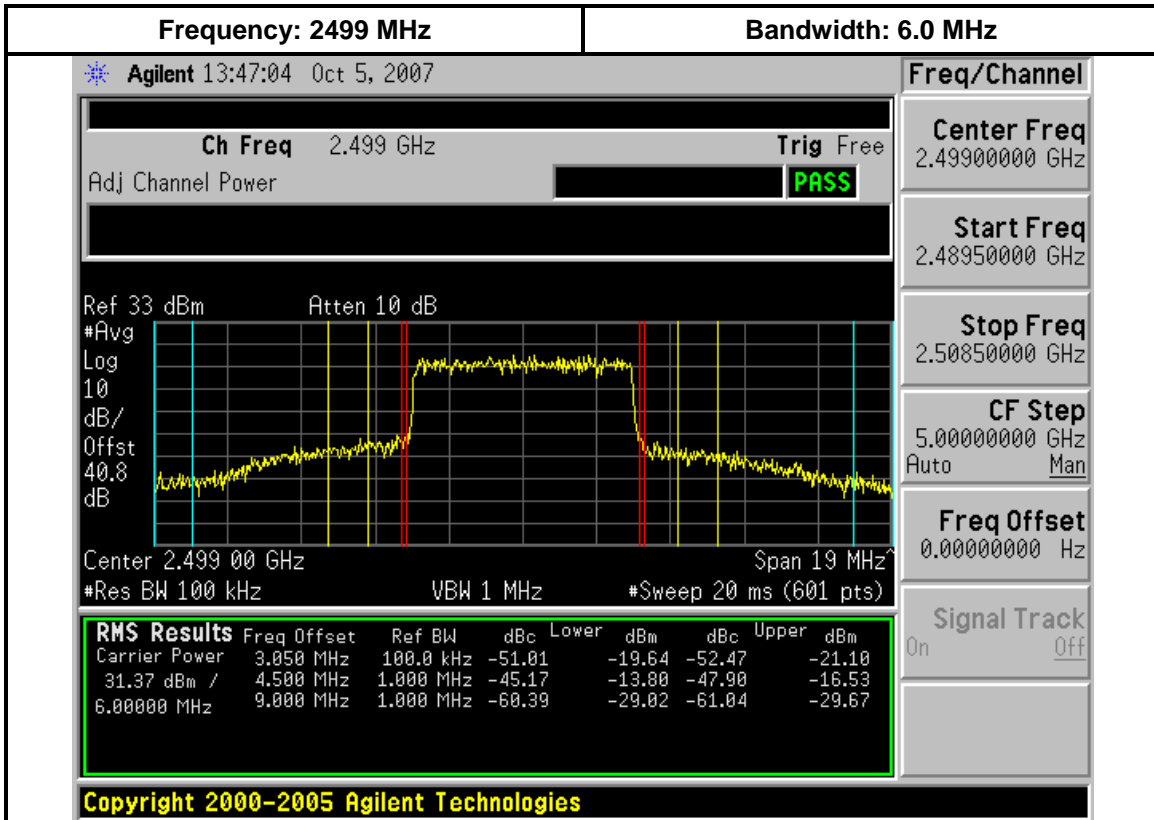 Frequency: 2499 MHz Bandwidth: 6.0 MHz
Agilent 13:47:04 Oct 5, 2007 Freq/Channel
Ch Freq 2.499 GHz Trig Free
Adj Channel Power PASS
Center Freq
2.49900000 GHz
Start Freq
2.48950000 GHz
Stop Freq
2.50850000 GHz
CF Step
5.00000000 GHz
Auto Man
Freq Offset
0.00000000 Hz
Signal Track
On Off
Ref 33 dBm Atten 10 dB
#Avg
Log
10
dB/
Offst
40.8
dB
Center 2.499 00 GHz Span 19 MHz^
#Res BW 100 kHz VBW 1 MHz #Sweep 20 ms (601 pts)
RMS Results Freq Offset Ref BW dBc Lower dBm dBc Upper dBm
Carrier Power 3.050 MHz 100.0 kHz -51.01 -19.64 -52.47 -21.10
31.37 dBm / 4.500 MHz 1.000 MHz -45.17 -13.80 -47.90 -16.53
6.00000 MHz 9.000 MHz 1.000 MHz -60.39 -29.02 -61.04 -29.67
Copyright 2000-2005 Agilent Technologies